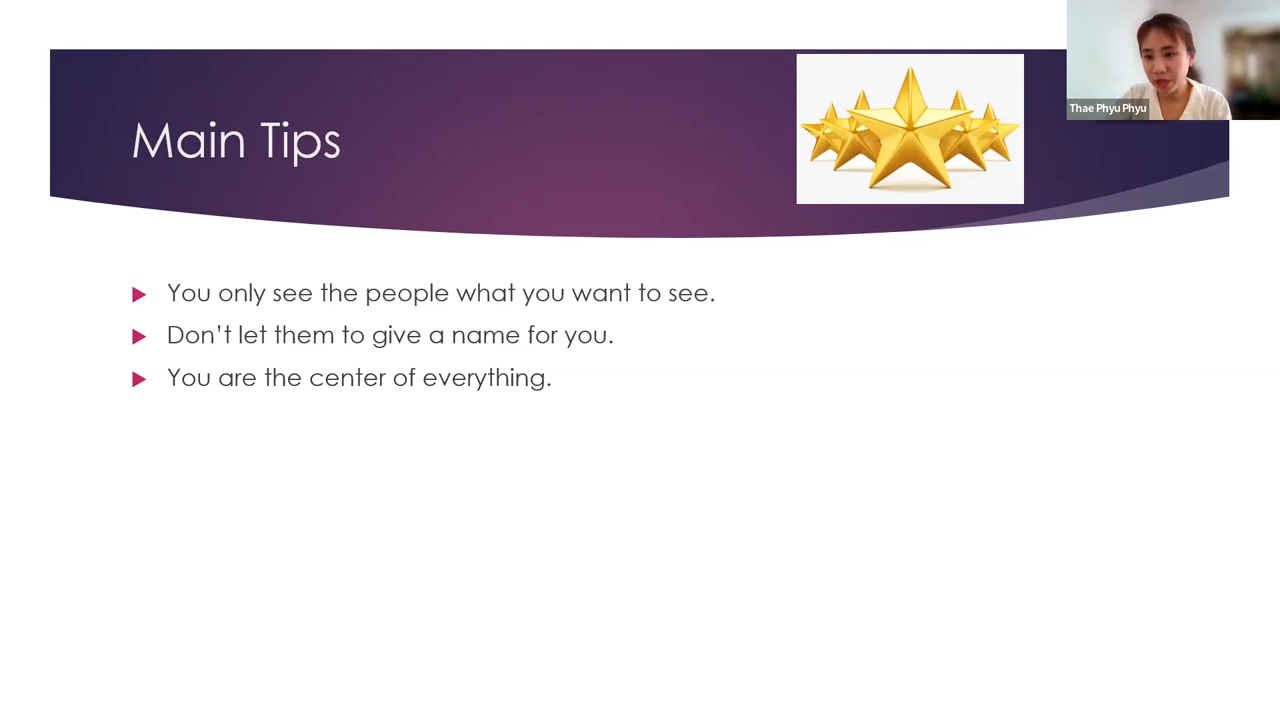 Thae Phyu Phyu
Main Tips
You only see the people what you want to see.
Don’t let them to give a name for you.
You are the center of everything.